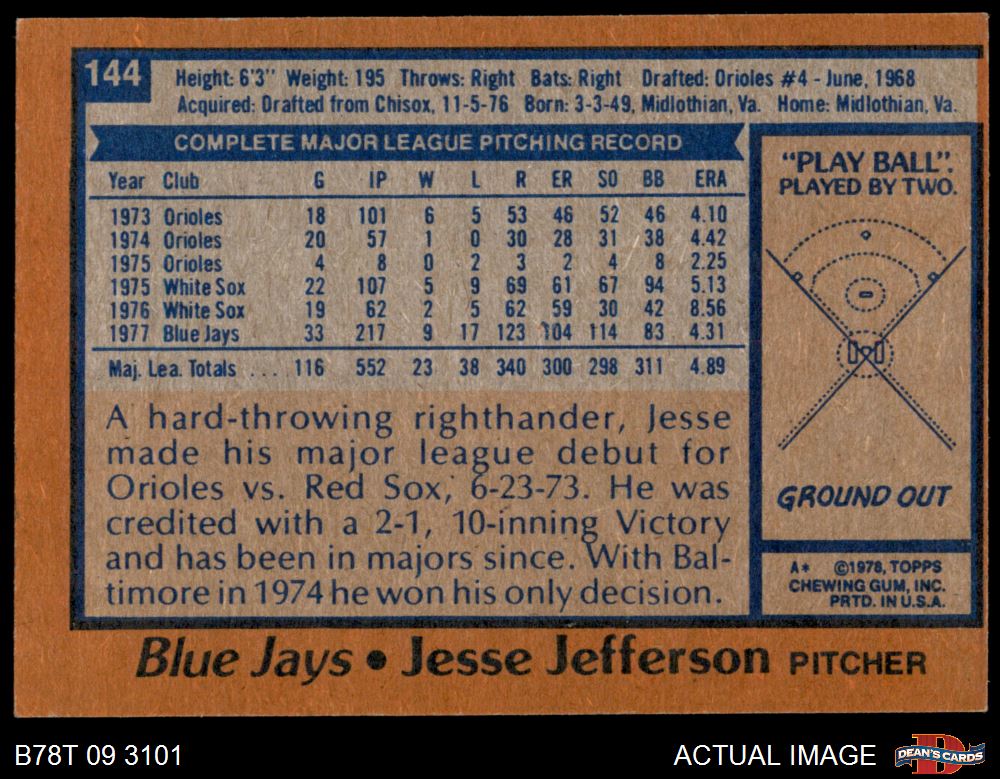 144
Height: 6'3" Weight: 195 Throws: Right Bats: Right Drafted: Orioles #4 - June, 1968
Acquired: Drafted from Chisox, 11-5-76 Born: 3-3-49, Midlothian, Va. Home: Midlothian, Va.
COMPLETE MAJOR LEAGUE PITCHING RECORD
Year Club G IP W L R ER SO BB ERA
1973 Orioles 18 101 6 5 53 46 52 46 4.10
1974 Orioles 20 57 1 0 30 28 31 38 4.42
1975 Orioles 4 8 0 2 3 2 4 8 2.25
1975 White Sox 22 107 5 9 69 61 67 94 5.13
1976 White Sox 19 62 2 5 62 59 30 42 8.56
1977 Blue Jays 33 217 9 17 123 104 114 83 4.31
Maj. Lea. Totals ... 116 552 23 38 340 300 298 311 4.89
A hard-throwing righthander, Jesse
made his major league debut for
Orioles vs. Red Sox, 6-23-73. He was
credited with a 2-1, 10-inning Victory
and has been in majors since. With Bal-
timore in 1974 he won his only decision.
"PLAY BALL".
PLAYED BY TWO.
GROUND OUT
A* ©1978, TOPPS
CHEWING GUM, INC.
PRTD. IN U.S.A.
Blue Jays • Jesse Jefferson PITCHER
B78T 09 3101
ACTUAL IMAGE
D
DEAN'S CARDS